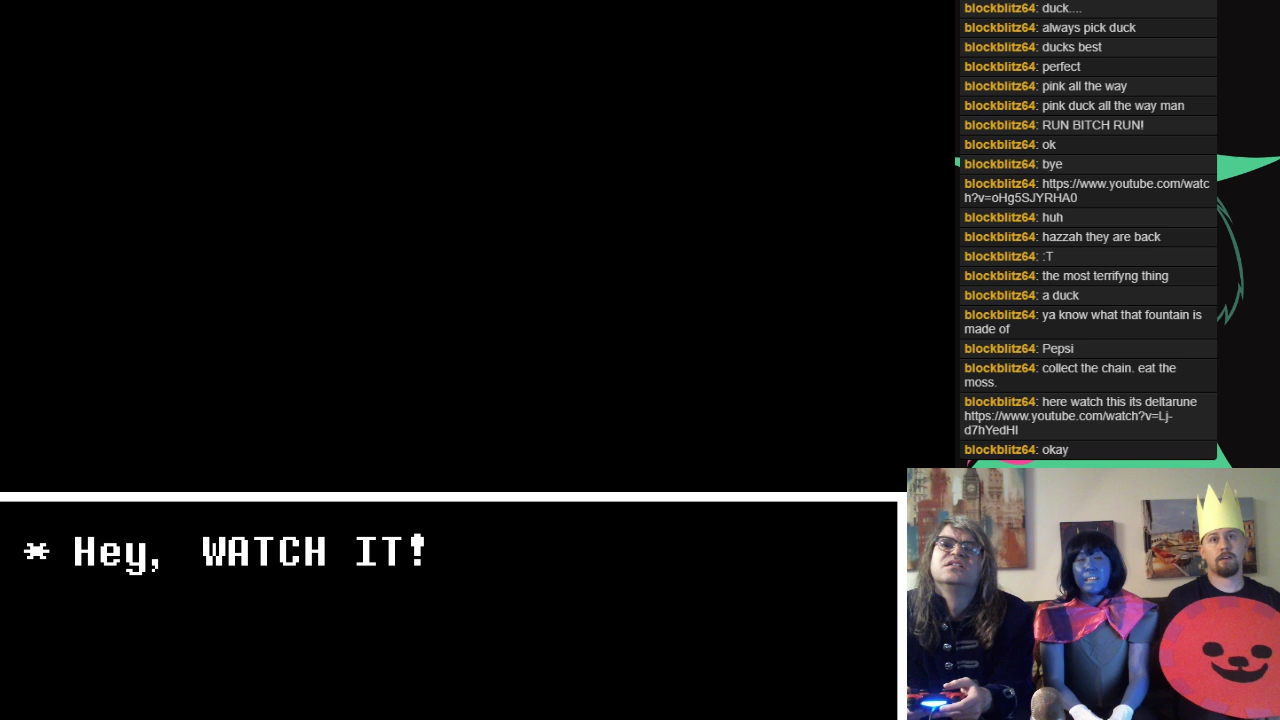 blockblitz64: duck....
blockblitz64: always pick duck
blockblitz64: ducks best
blockblitz64: perfect
blockblitz64: pink all the way
blockblitz64: pink duck all the way man
blockblitz64: RUN BITCH RUN!
blockblitz64: ok
blockblitz64: bye
blockblitz64: https://www.youtube.com/watc
h?v=oHg5SJYRHA0
blockblitz64: huh
blockblitz64: hazzah they are back
blockblitz64: :T
blockblitz64: the most terrifyng thing
blockblitz64: a duck
blockblitz64: ya know what that fountain is
made of
blockblitz64: Pepsi
blockblitz64: collect the chain. eat the
moss.
blockblitz64: here watch this its deltarune
https://www.youtube.com/watch?v=Lj-
d7hYedHI
blockblitz64: okay
* Hey, WATCH IT!